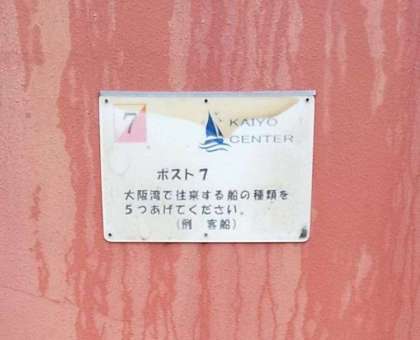 7
KAIYO
CENTER
ポスト7
大阪湾で往来する船の種類を
5つあげてください。
(例 客船)